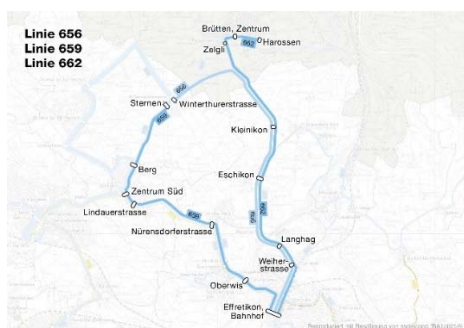 Linie 656
Linie 659
Linie 662
Brütten, Zentrum
Zelgli
Harossen
662
656
Sternen
Winterthurerstrasse
659
Kleinikon
Berg
Eschikon
Zentrum Süd
Lindauerstrasse
659
662
656
Nürensdorferstrasse
Langhag
Weiher-
strasse
Oberwis
Effretikon,
Bahnhof